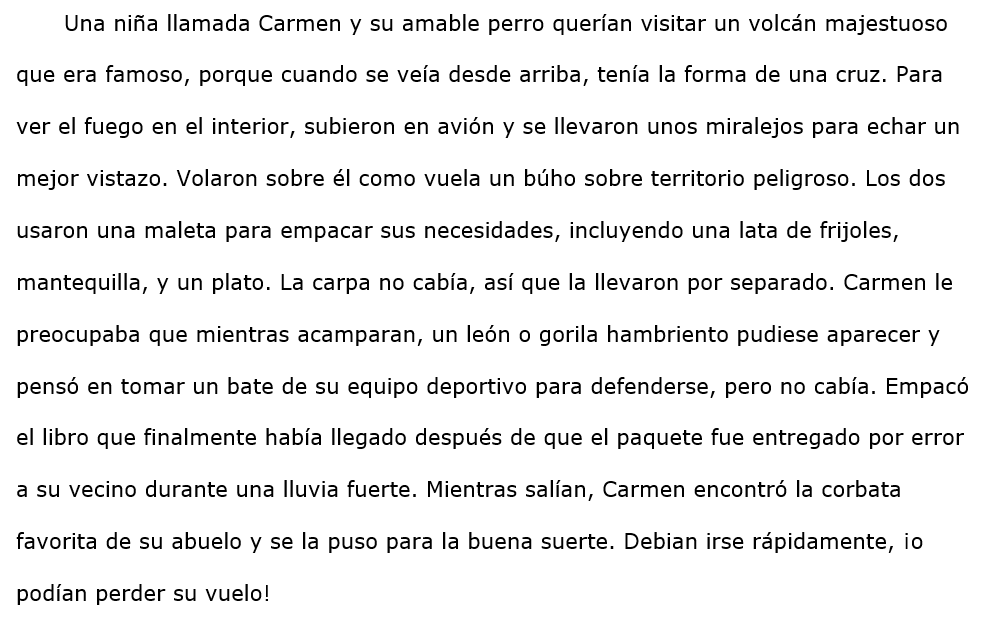 Una niña llamada Carmen y su amable perro querían visitar un volcán majestuoso
que era famoso, porque cuando se veía desde arriba, tenía la forma de una cruz. Para
ver el fuego en el interior, subieron en avión y se llevaron unos miralejos para echar un
mejor vistazo. Volaron sobre él como vuela un búho sobre territorio peligroso. Los dos
usaron una maleta para empacar sus necesidades, incluyendo una lata de frijoles,
mantequilla, y un plato. La carpa no cabía, así que la llevaron por separado. Carmen le
preocupaba que mientras acamparan, un león o gorila hambriento pudiese aparecer y
pensó en tomar un bate de su equipo deportivo para defenderse, pero no cabía. Empacó
el libro que finalmente había llegado después de que el paquete fue entregado por error
a su vecino durante una lluvia fuerte. Mientras salían, Carmen encontró la corbata
favorita de su abuelo y se la puso para la buena suerte. Debian irse rápidamente, ¡o
podían perder su vuelo!